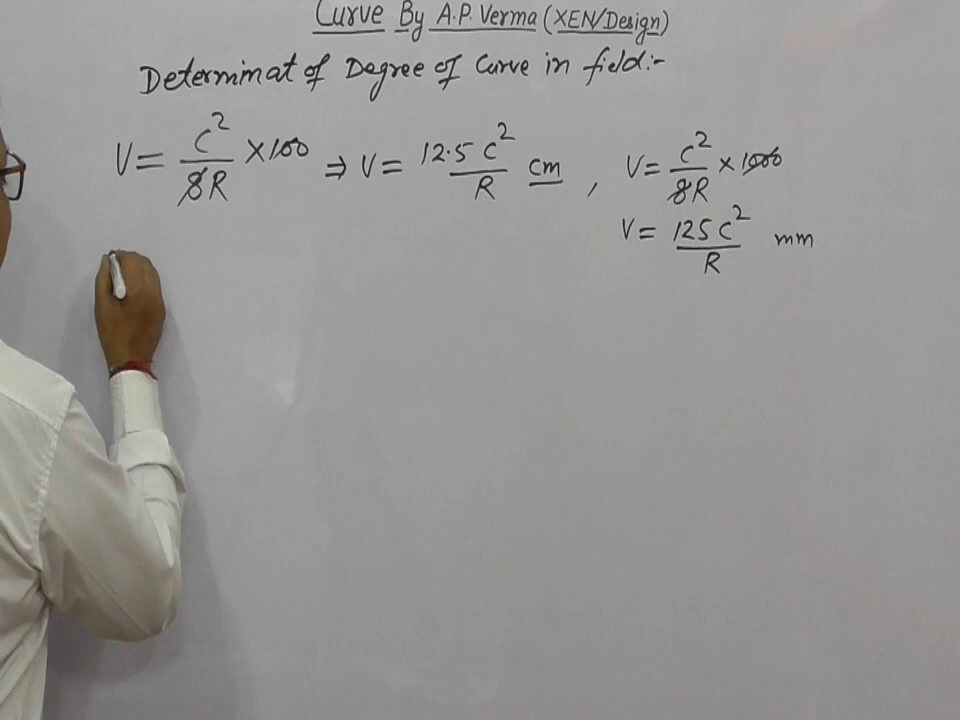 Curve By A.P. Verma (XEN/Design)
Determinat of Degree of Curve in field:-
V = C²/8R × 100 ⇒ V = 12.5 C²/R cm , V = C²/8R × 1000
V = 125 C²/R mm